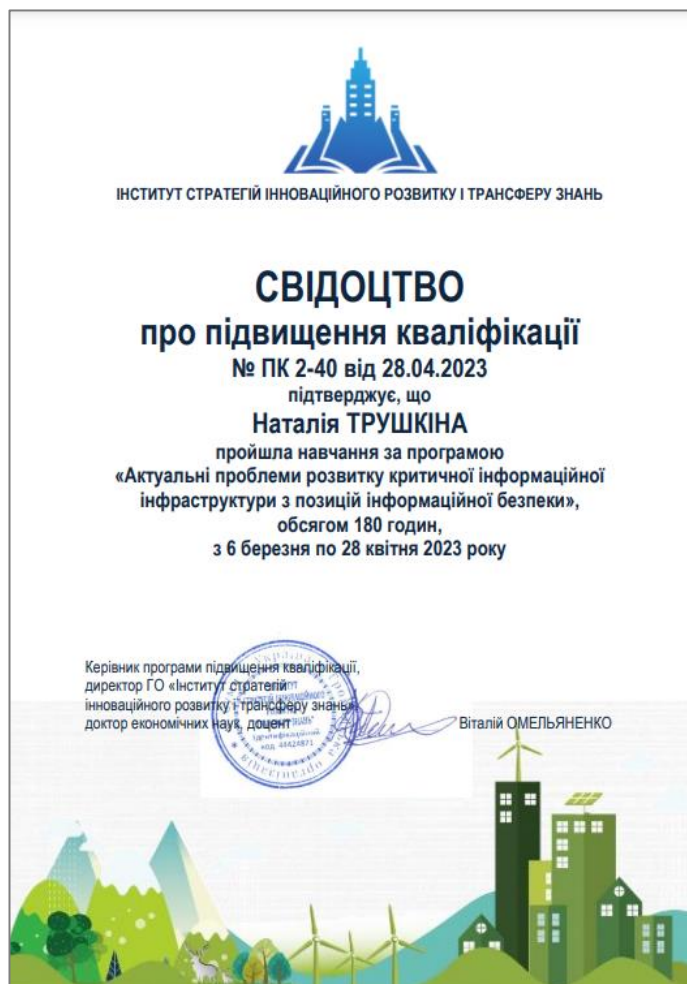 ІНСТИТУТ СТРАТЕГІЙ ІННОВАЦІЙНОГО РОЗВИТКУ І ТРАНСФЕРУ ЗНАНЬ
СВІДОЦТВО
про підвищення кваліфікації
№ ПК 2-40 від 28.04.2023
підтверджує, що
Наталія ТРУШКІНА
пройшла навчання за програмою
«Актуальні проблеми розвитку критичної інформаційної
інфраструктури з позицій інформаційної безпеки»,
обсягом 180 годин,
з 6 березня по 28 квітня 2023 року
Керівник програми підвищення кваліфікації,
директор ГО «Інститут стратегій
інноваційного розвитку і трансферу знань»,
доктор економічних наук, доцент
Віталій ОМЕЛЬЯНЕНКО
Ідентифікаційний
код 44424871